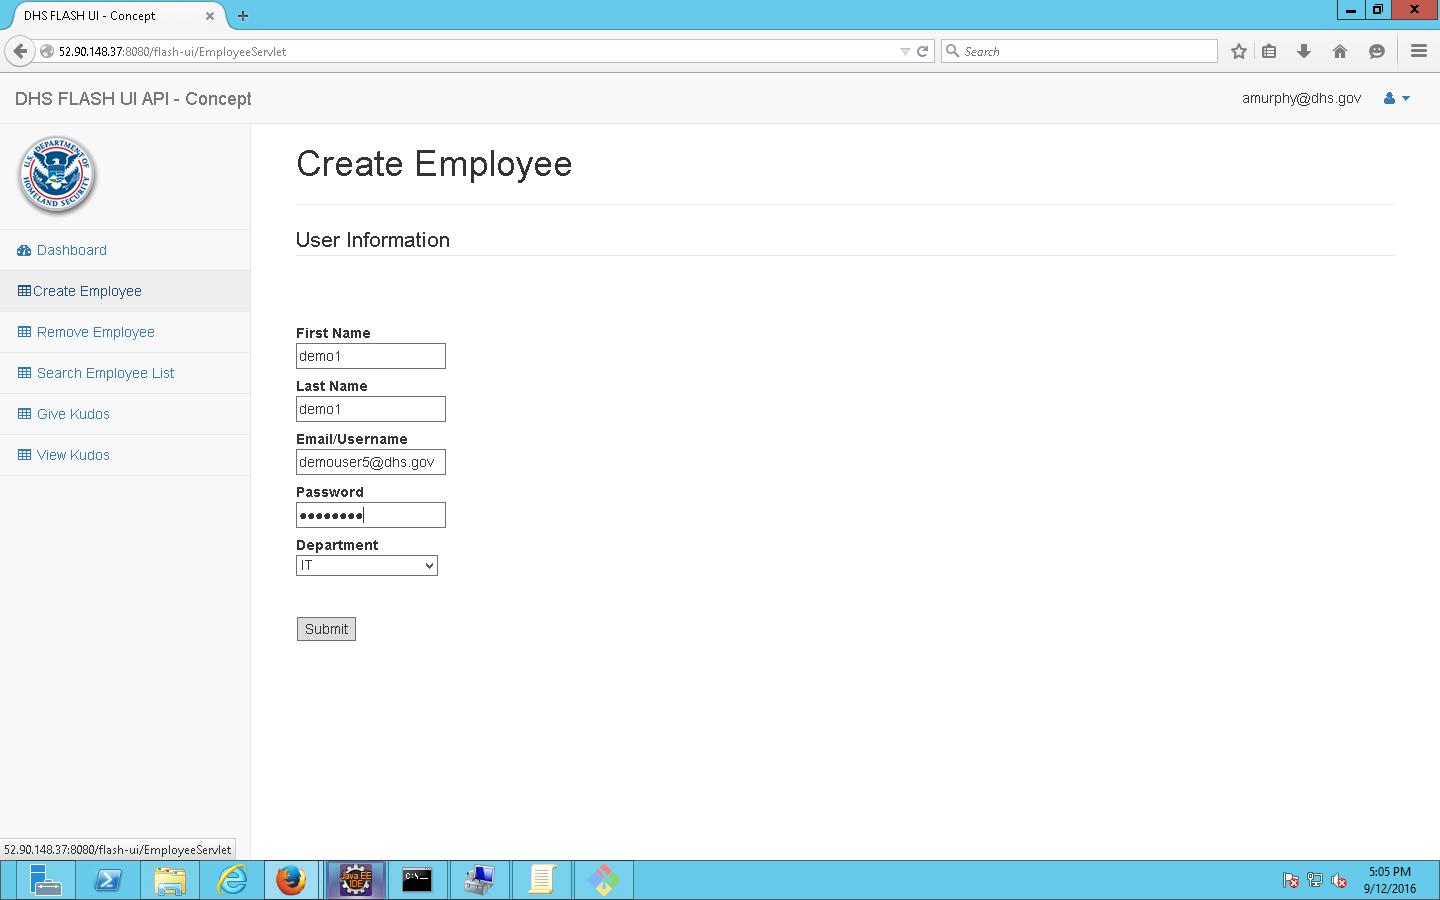 DHS FLASH UI - Concept
52.90.148.37:8080/flash-ui/EmployeeServlet
Search
DHS FLASH UI API - Concept
amurphy@dhs.gov
U.S. DEPARTMENT OF
HOMELAND SECURITY
Create Employee
User Information
Dashboard
Create Employee
Remove Employee
Search Employee List
Give Kudos
View Kudos
First Name
demo1
Last Name
demo1
Email/Username
demouser5@dhs.gov
Password
●●●●●●●●
Department
IT
Submit
52.90.148.37:8080/flash-ui/EmployeeServlet
Java EE
IDE
C:\_
5:05 PM
9/12/2016